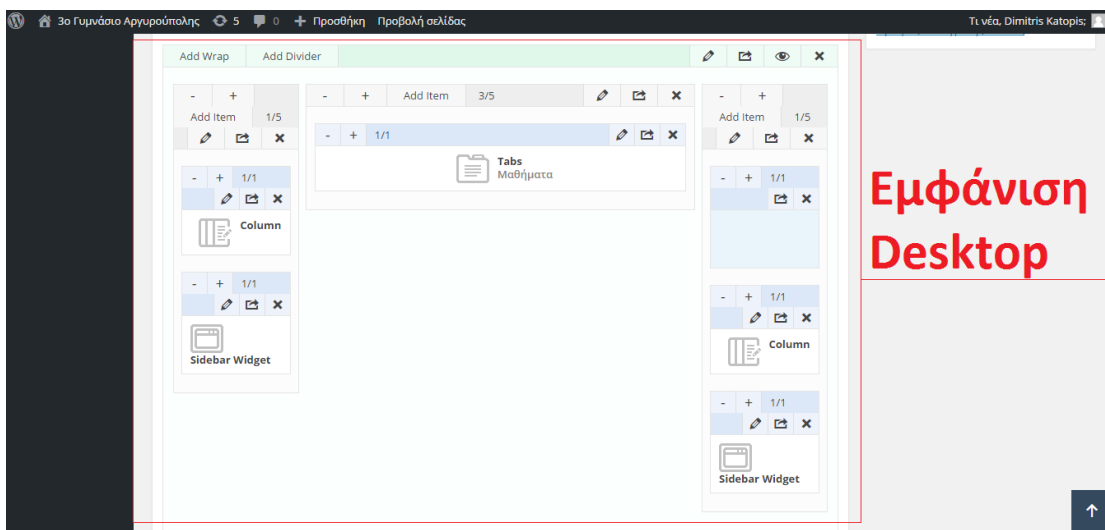 3ο Γυμνάσιο Αργυρούπολης 5 0 + Προσθήκη Προβολή σελίδας Τι νέα, Dimitris Katopis;
Add Wrap Add Divider
- + - + Add Item 3/5 - +
Add Item 1/5 Add Item 1/5
- + 1/1
Tabs
Μαθήματα
- + 1/1 - + 1/1
Column
- + 1/1
Sidebar Widget
- + 1/1
Column
- + 1/1
Sidebar Widget
Εμφάνιση
Desktop